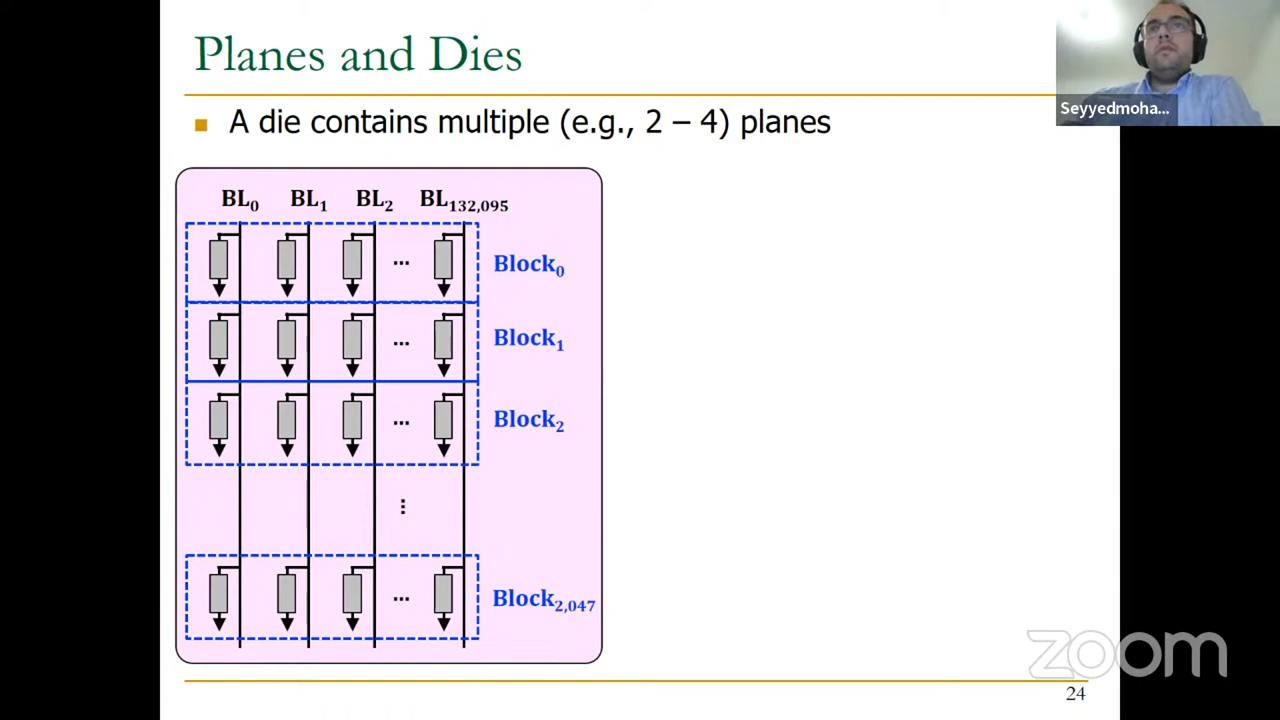 Planes and Dies
Seyyedmoha...
■ A die contains multiple (e.g., 2 – 4) planes
BL0 BL1 BL2 BL132,095
... Block0
... Block1
... Block2
⋮
... Block2,047
zoom
24